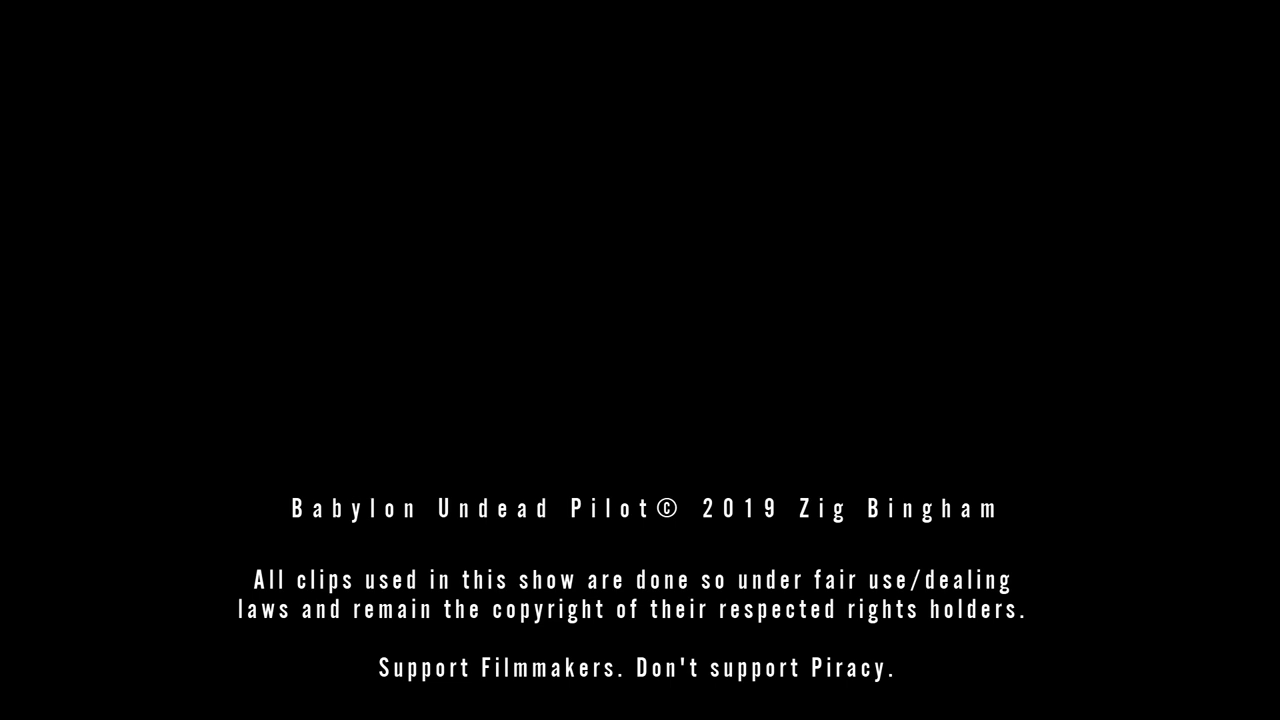 Babylon Undead Pilot© 2019 Zig Bingham
All clips used in this show are done so under fair use/dealing
laws and remain the copyright of their respected rights holders.
Support Filmmakers. Don't support Piracy.